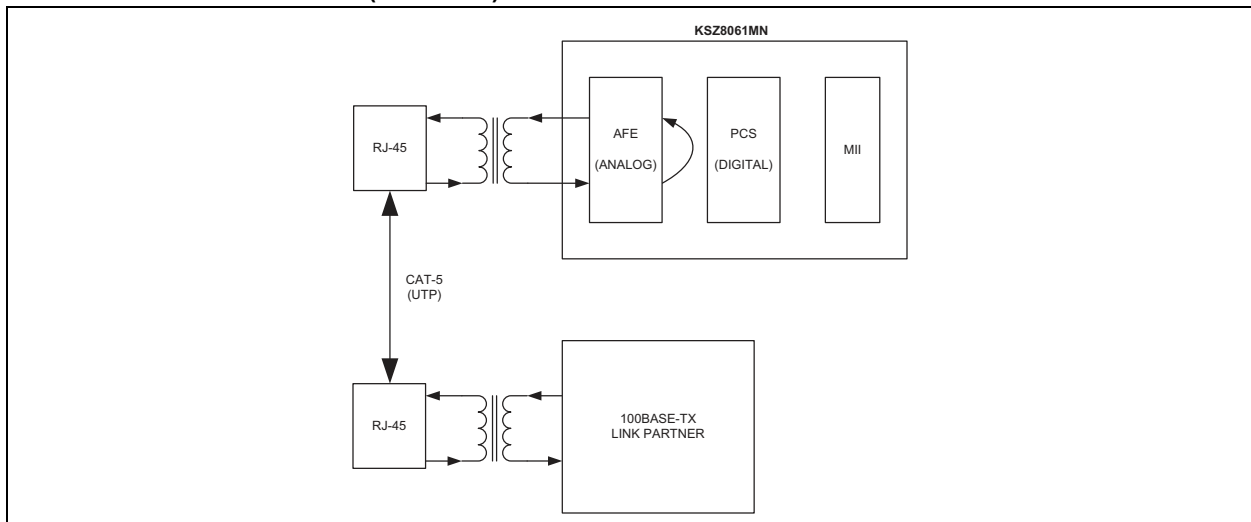 KSZ8061MN
RJ-45
AFE
(ANALOG)
PCS
(DIGITAL)
MII
CAT-5
(UTP)
RJ-45
100BASE-TX
LINK PARTNER